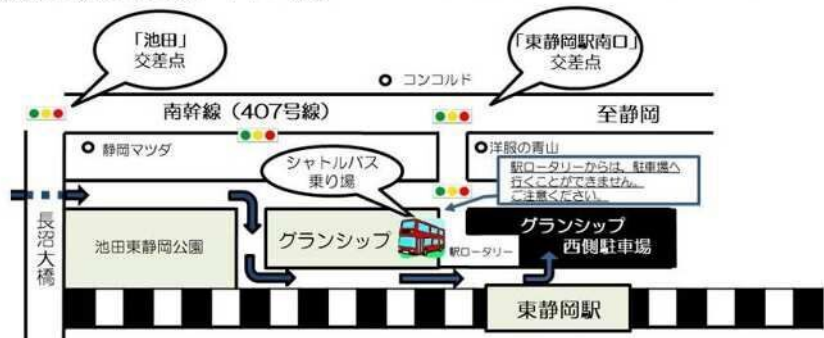 「池田」
交差点
「東静岡駅南口」
交差点
コンコルド
南幹線(407号線)
至静岡
静岡マツダ
洋服の青山
シャトルバス
乗り場
駅ロータリーからは、駐車場へ
行くことができません。
ご注意ください。
長沼大橋
池田東静岡公園
グランシップ
駅ロータリー
グランシップ
西側駐車場
東静岡駅